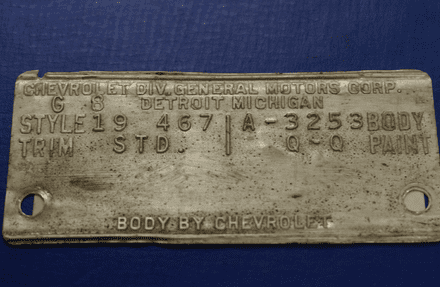 CHEVROLET DIV. GENERAL MOTORS CORP.
G 8 DETROIT MICHIGAN
STYLE 19 467 A-3253 BODY
TRIM STD. Q-Q PAINT
BODY BY CHEVROLET